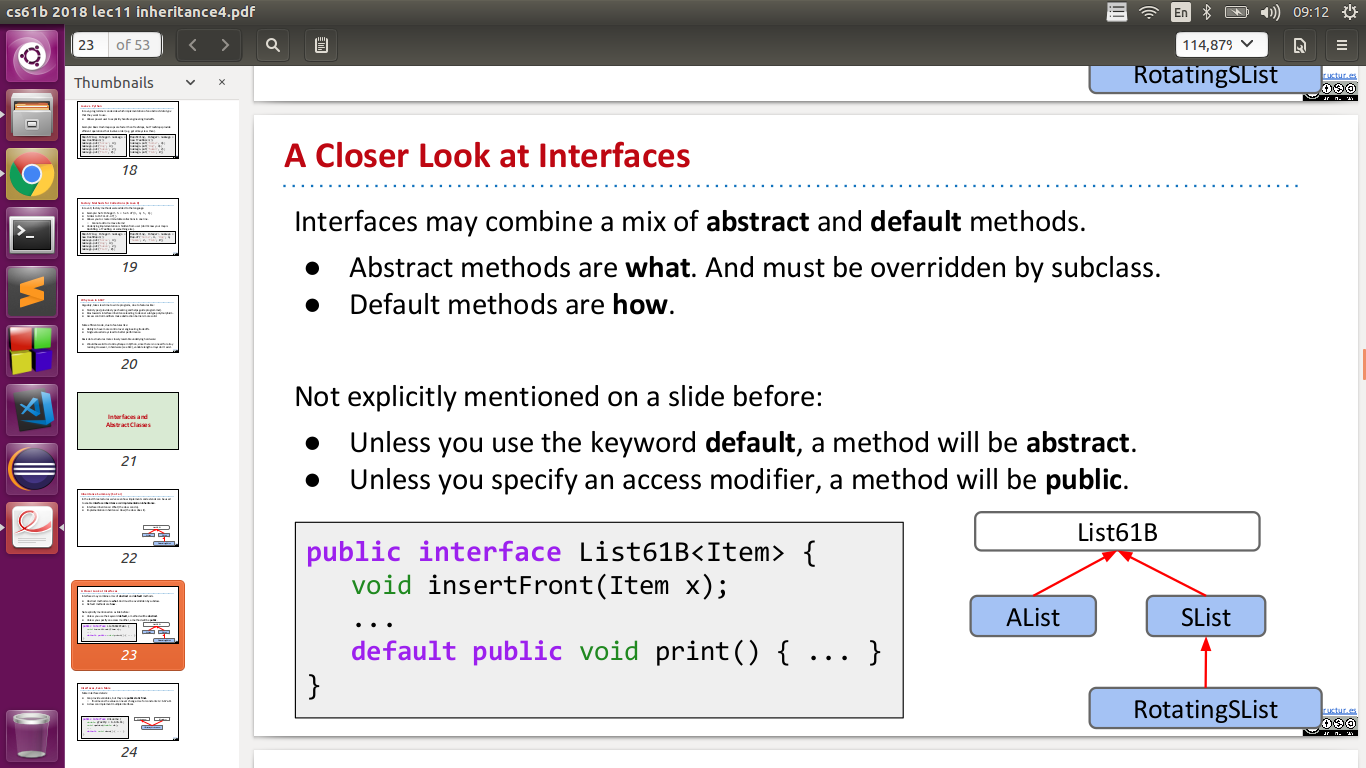 cs61b 2018 lec11 inheritance4.pdf
En
09:12
23 of 53
114,87%
Thumbnails
RotatingSList
uctur.es
18
19
20
Interfaces and
Abstract Classes
21
22
23
24
A Closer Look at Interfaces
Interfaces may combine a mix of abstract and default methods.
● Abstract methods are what. And must be overridden by subclass.
● Default methods are how.
Not explicitly mentioned on a slide before:
● Unless you use the keyword default, a method will be abstract.
● Unless you specify an access modifier, a method will be public.
public interface List61B<Item> {
void insertFront(Item x);
...
default public void print() { ... }
}
List61B
AList
SList
RotatingSList
uctur.es